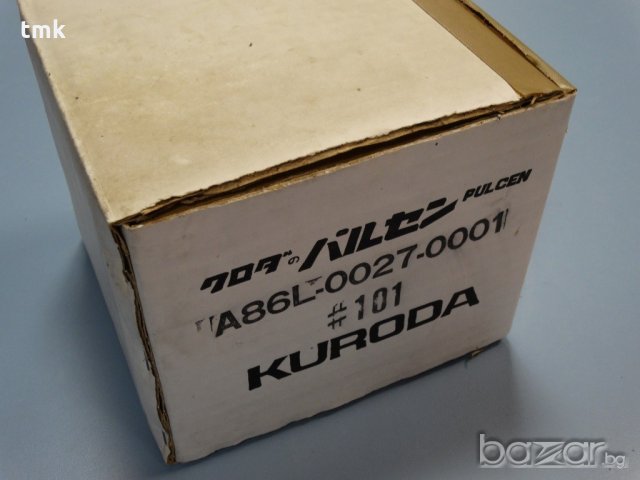 tmk
クロダのパルセン PULCEN
A86L-0027-0001
#101
KURODA
bazar.bg